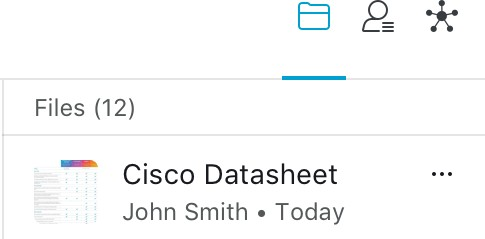 Files (12)
Cisco Datasheet
John Smith • Today